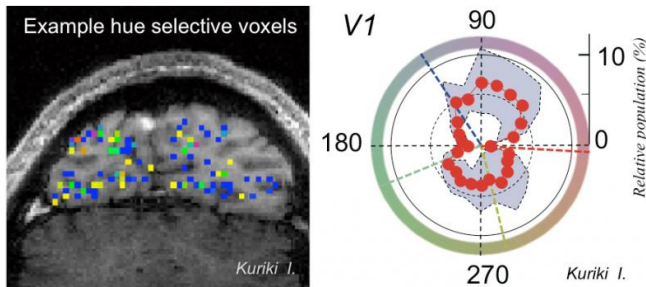 Example hue selective voxels
Kuriki I.
V1
90
10
180
0
270
Relative population (%)
Kuriki I.